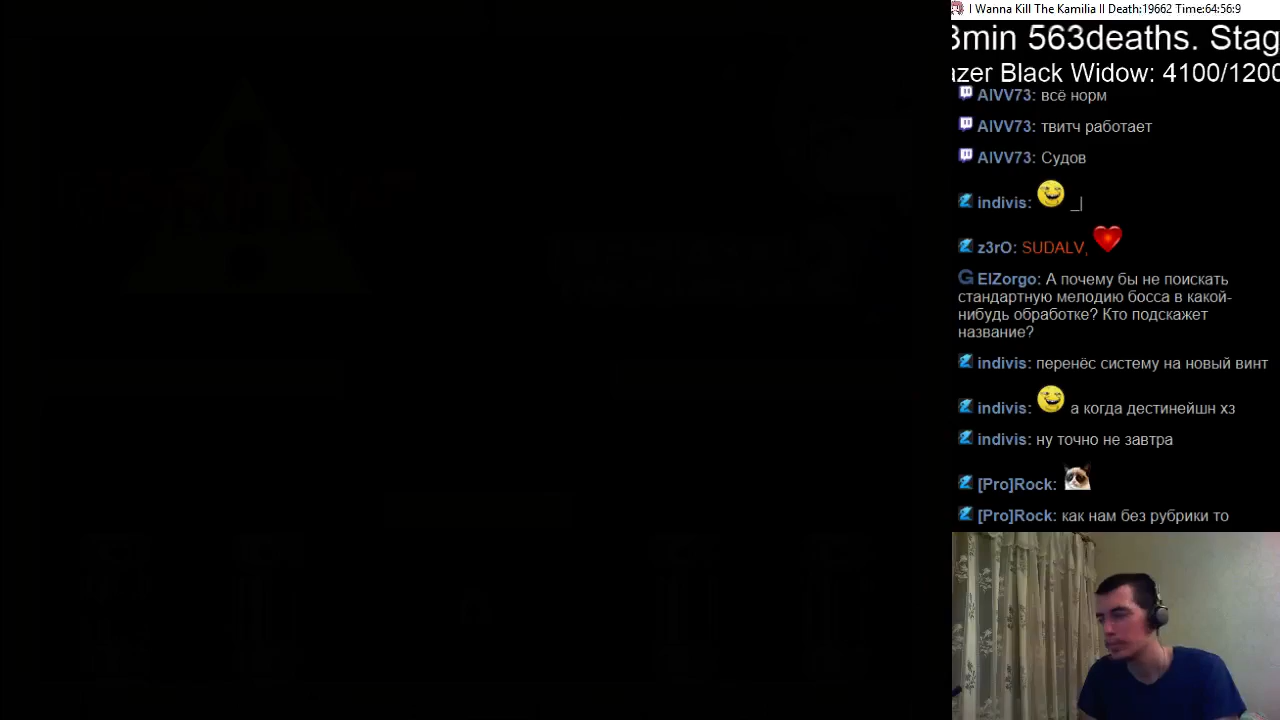 I Wanna Kill The Kamilia II Death:19662 Time:64:56:9
3min 563deaths. Stag
azer Black Widow: 4100/1200
AlVV73: всё норм
AlVV73: твитч работает
AlVV73: Судов
indivis: _|
z3rO: SUDALV,
ElZorgo: А почему бы не поискать
стандартную мелодию босса в какой-
нибудь обработке? Кто подскажет
название?
indivis: перенёс систему на новый винт
indivis: а когда дестинейшн хз
indivis: ну точно не завтра
[Pro]Rock:
[Pro]Rock: как нам без рубрики то